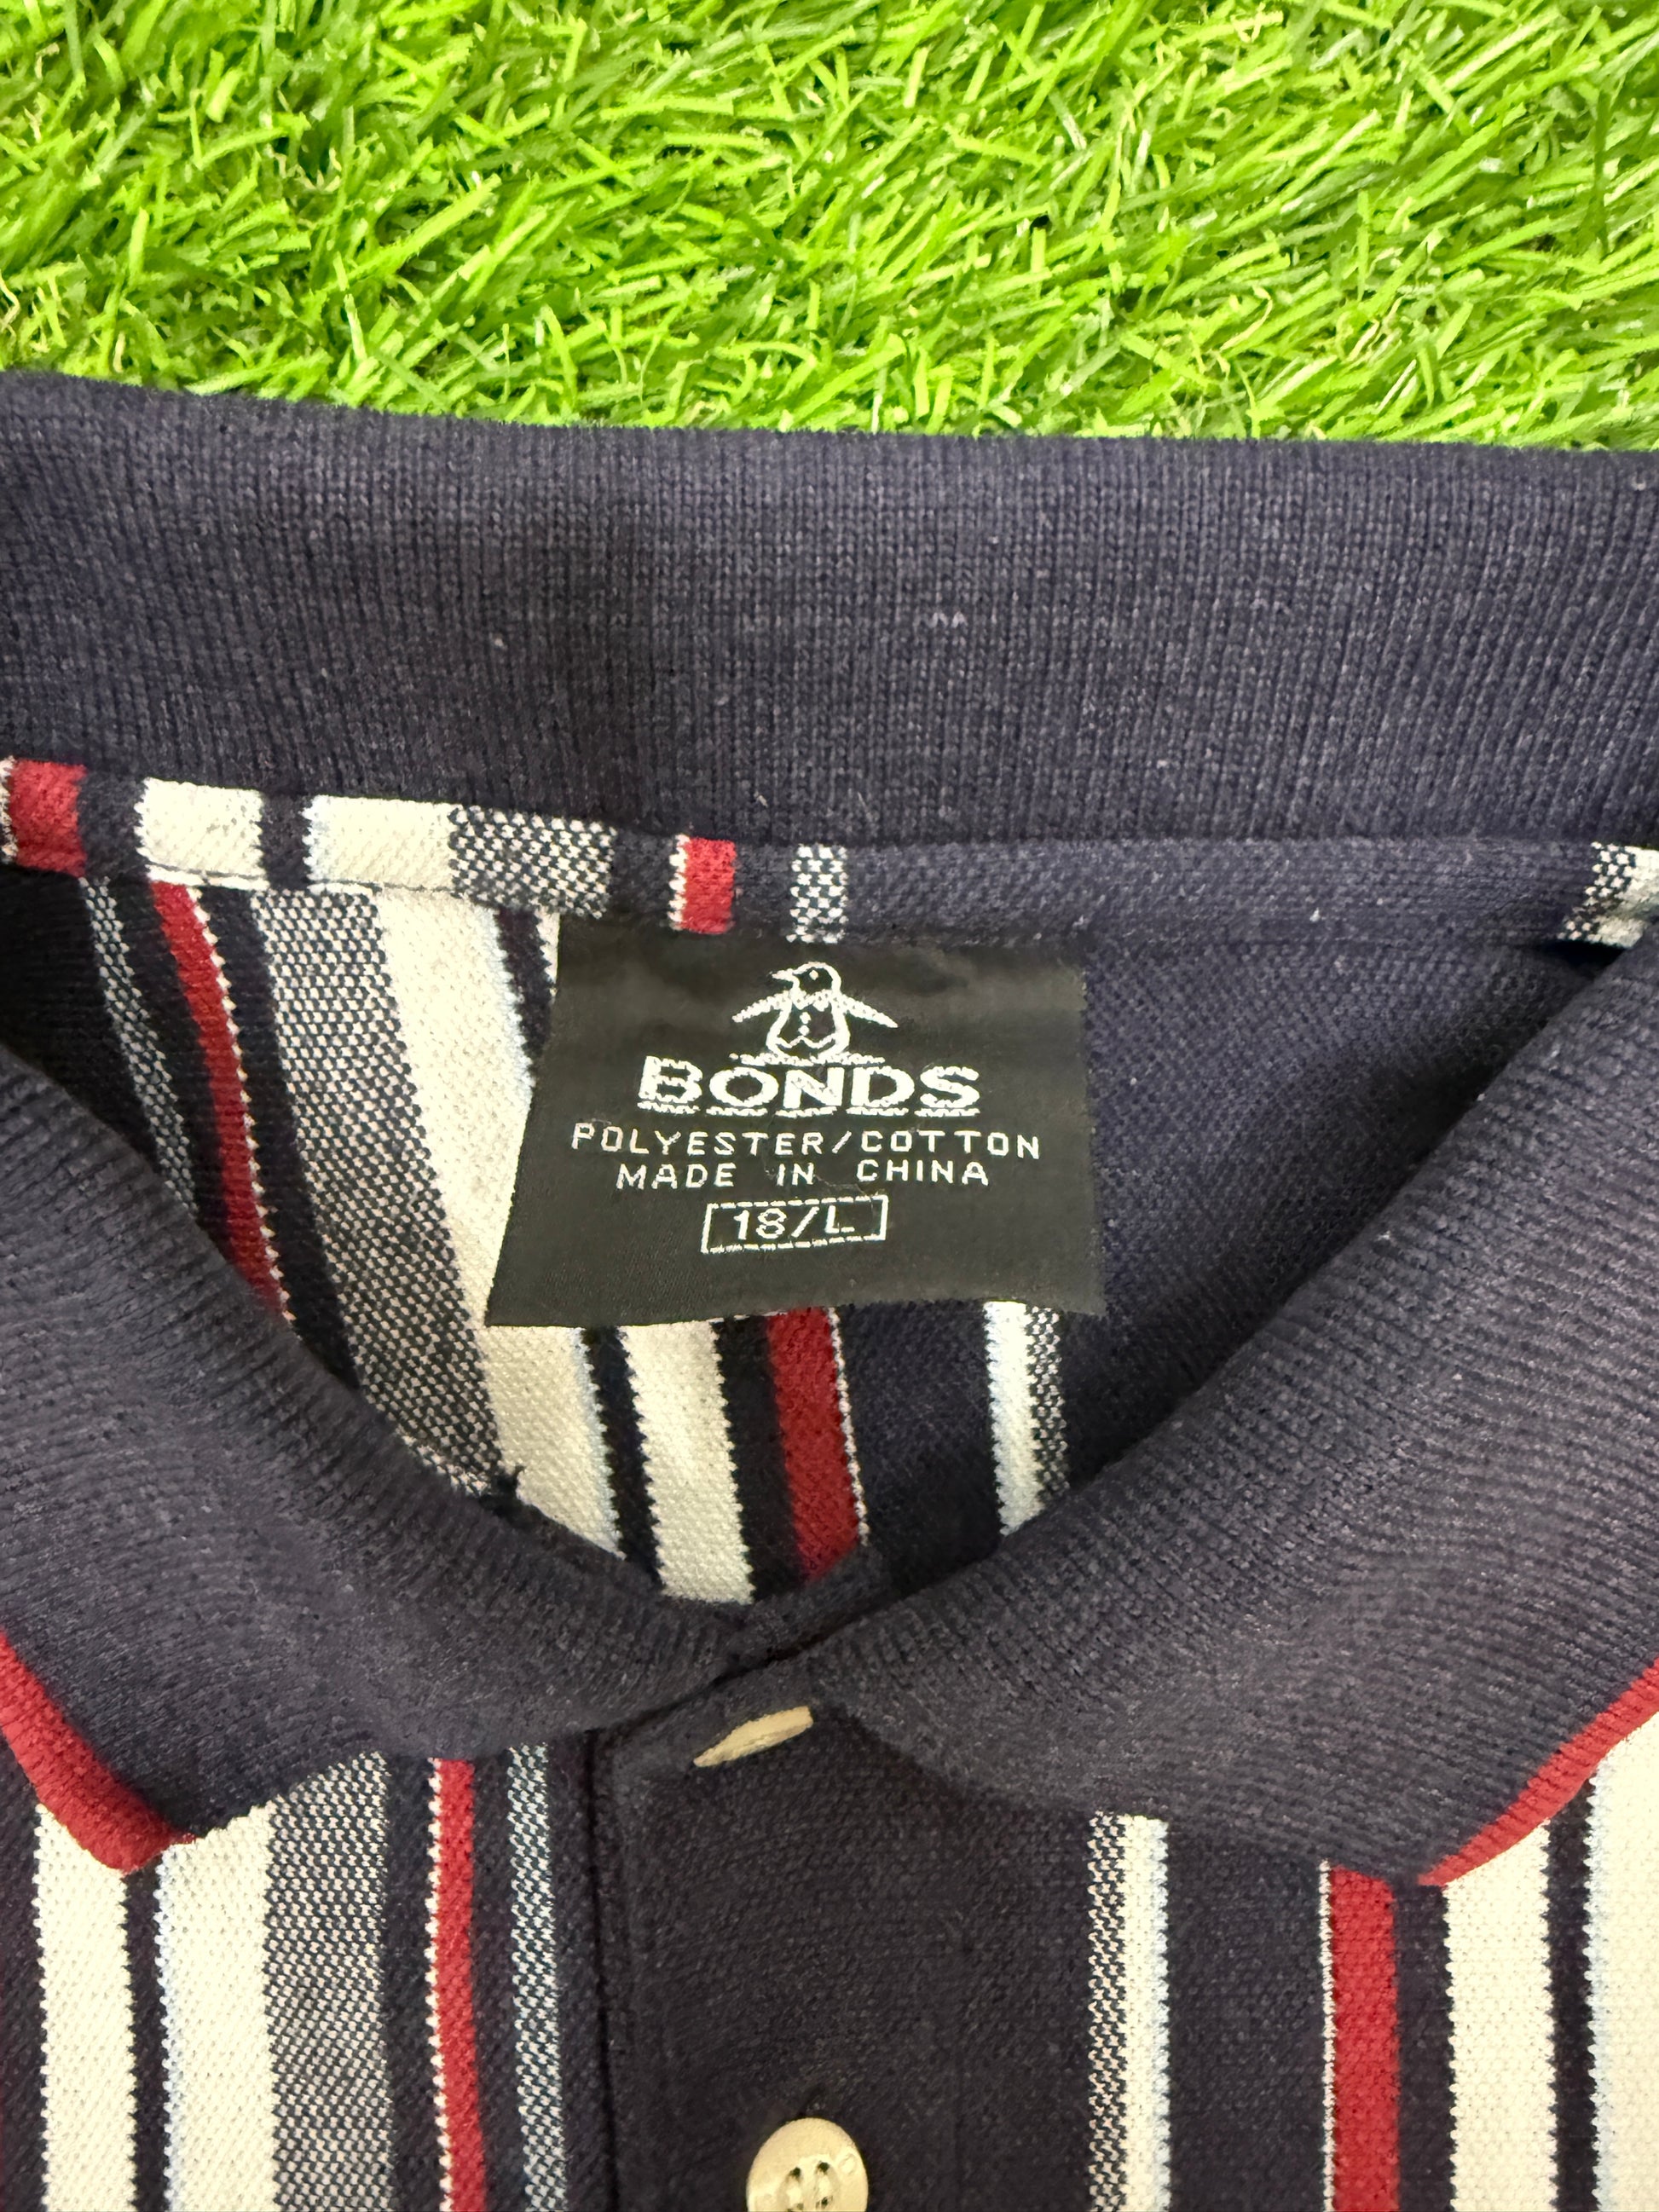 BONDS
POLYESTER/COTTON
MADE IN CHINA
18/L